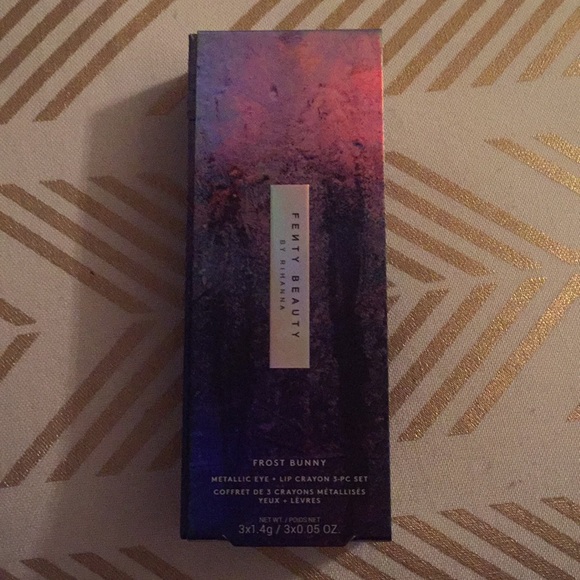 FEИTY BEAUTY
BY RIHANNA
FROST BUNNY
METALLIC EYE + LIP CRAYON 3-PC SET
COFFRET DE 3 CRAYONS MÉTALLISÉS
YEUX + LÈVRES
NET WT. / POIDS NET
3x1.4g / 3x0.05 OZ.